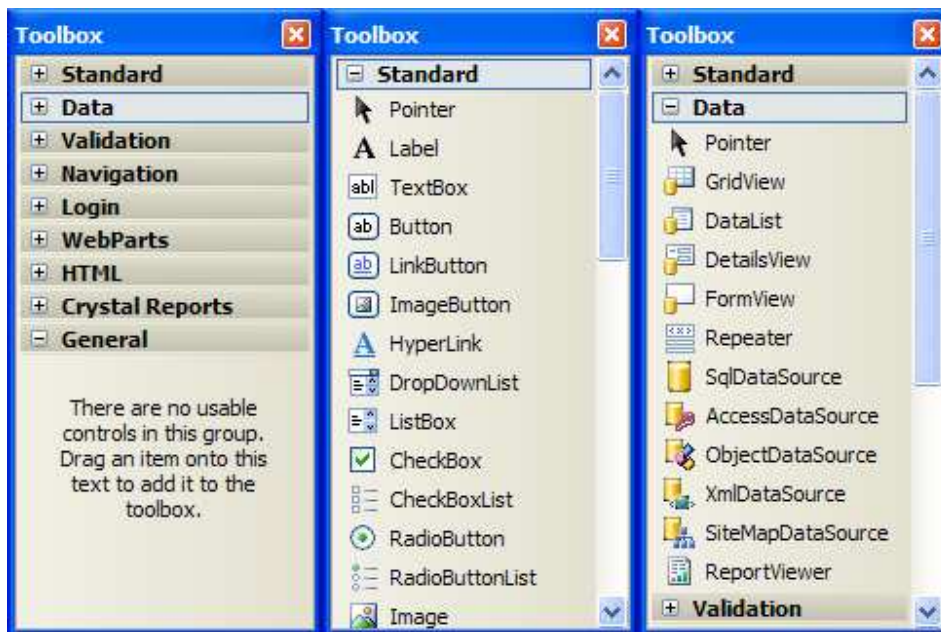 Toolbox
Standard
Data
Validation
Navigation
Login
WebParts
HTML
Crystal Reports
General
There are no usable
controls in this group.
Drag an item onto this
text to add it to the
toolbox.
Toolbox
Standard
Pointer
A Label
abl TextBox
ab Button
ab LinkButton
ImageButton
A HyperLink
DropDownList
ListBox
CheckBox
CheckBoxList
RadioButton
RadioButtonList
Image
Toolbox
Standard
Data
Pointer
GridView
DataList
DetailsView
FormView
Repeater
SqlDataSource
AccessDataSource
ObjectDataSource
XmlDataSource
SiteMapDataSource
ReportViewer
Validation